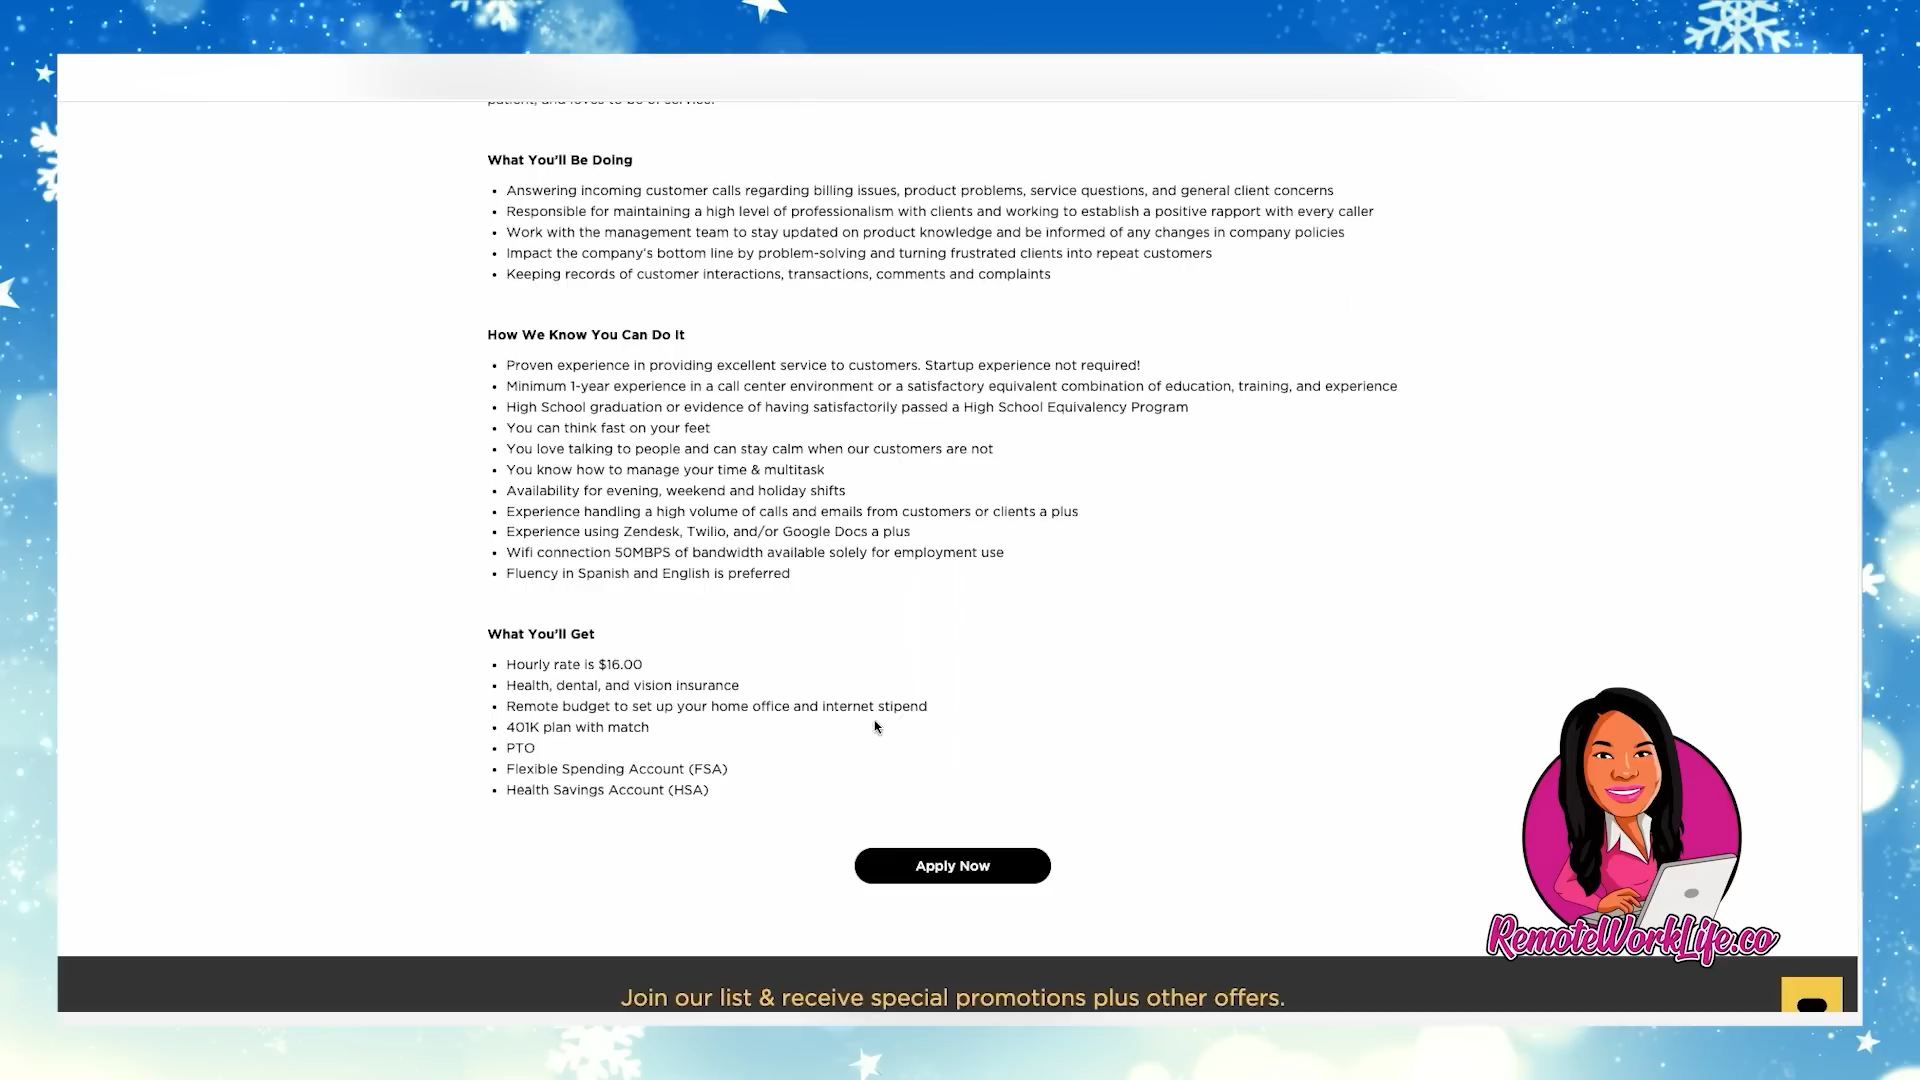 What You'll Be Doing
• Answering incoming customer calls regarding billing issues, product problems, service questions, and general client concerns
• Responsible for maintaining a high level of professionalism with clients and working to establish a positive rapport with every caller
• Work with the management team to stay updated on product knowledge and be informed of any changes in company policies
• Impact the company's bottom line by problem-solving and turning frustrated clients into repeat customers
• Keeping records of customer interactions, transactions, comments and complaints
How We Know You Can Do It
• Proven experience in providing excellent service to customers. Startup experience not required!
• Minimum 1-year experience in a call center environment or a satisfactory equivalent combination of education, training, and experience
• High School graduation or evidence of having satisfactorily passed a High School Equivalency Program
• You can think fast on your feet
• You love talking to people and can stay calm when our customers are not
• You know how to manage your time & multitask
• Availability for evening, weekend and holiday shifts
• Experience handling a high volume of calls and emails from customers or clients a plus
• Experience using Zendesk, Twilio, and/or Google Docs a plus
• Wifi connection 50MBPS of bandwidth available solely for employment use
• Fluency in Spanish and English is preferred
What You'll Get
• Hourly rate is $16.00
• Health, dental, and vision insurance
• Remote budget to set up your home office and internet stipend
• 401K plan with match
• PTO
• Flexible Spending Account (FSA)
• Health Savings Account (HSA)
Apply Now
RemoteWorkLife.co
Join our list & receive special promotions plus other offers.